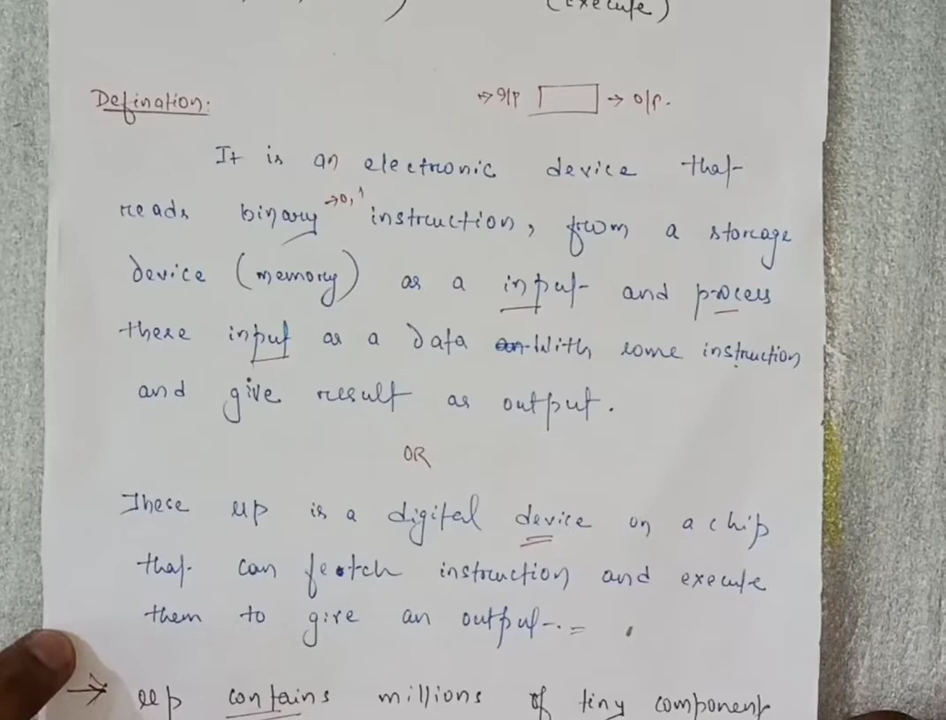 (Execute)
Defination:
→ I/P → O/P.
It is an electronic device that
reads binary →0,1 instruction, from a storage
device (memory) as a input and process
these input as a data with some instruction
and give result as output.
OR
These up is a digital device on a chip
that can fetch instruction and execute
them to give an output.
→ up contains millions of tiny component